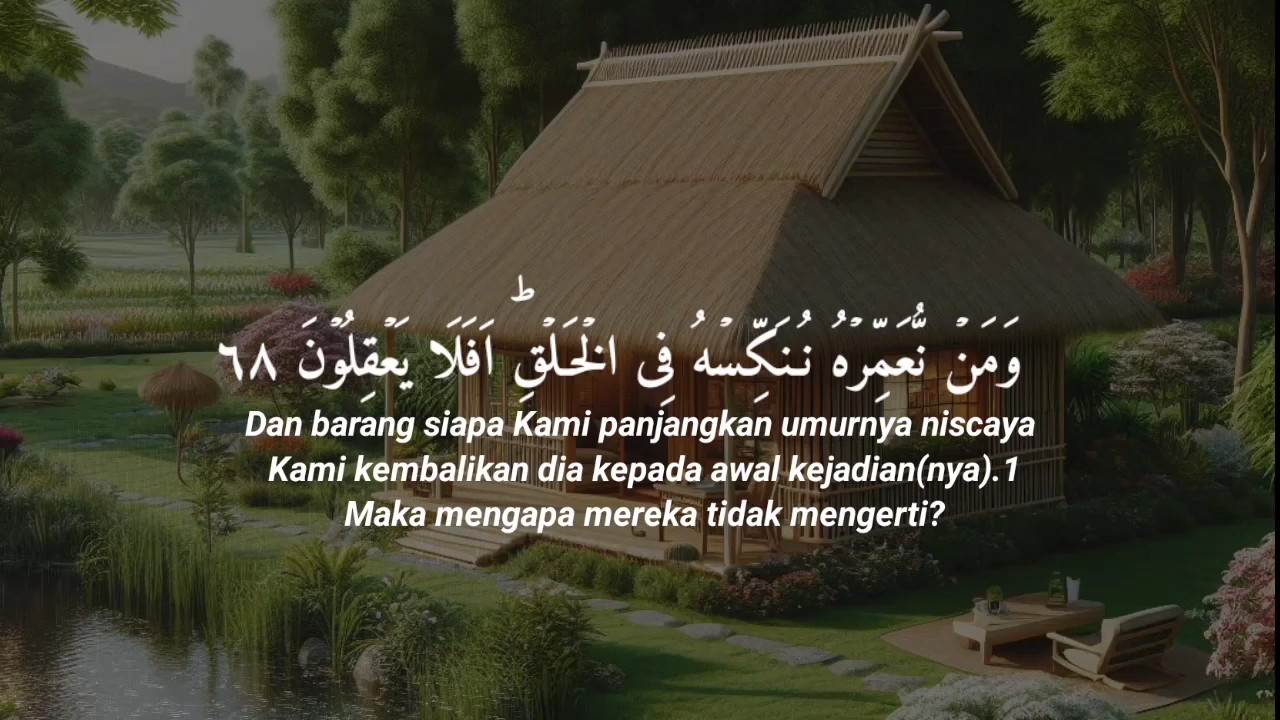 وَمَنْ نُّعَمِّرْهُ نُنَكِّسْهُ فِى الْخَلْقِۗ اَفَلَا يَعْقِلُوْنَ ٦٨
Dan barang siapa Kami panjangkan umurnya niscaya
Kami kembalikan dia kepada awal kejadian(nya).1
Maka mengapa mereka tidak mengerti?